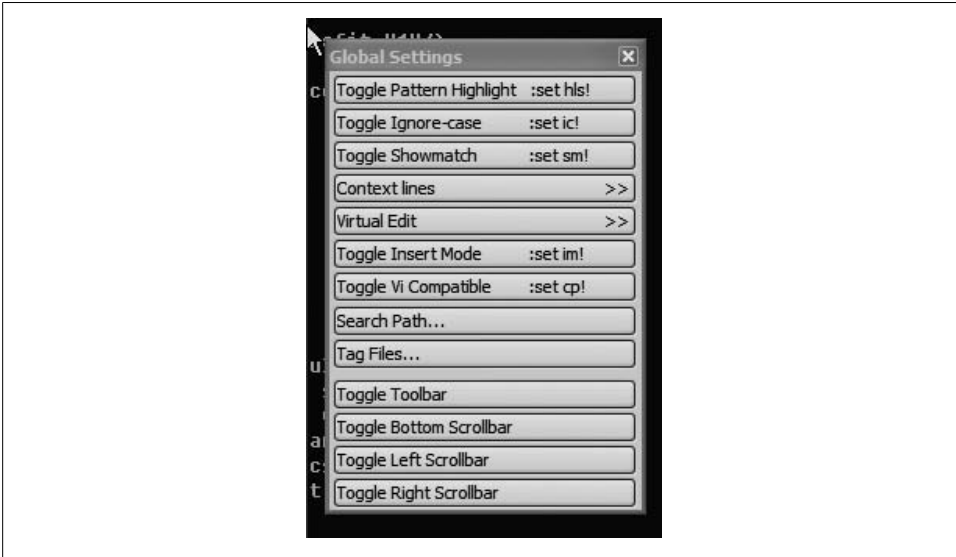 Global Settings
Toggle Pattern Highlight :set hls!
Toggle Ignore-case :set ic!
Toggle Showmatch :set sm!
Context lines >>
Virtual Edit >>
Toggle Insert Mode :set im!
Toggle Vi Compatible :set cp!
Search Path...
Tag Files...
Toggle Toolbar
Toggle Bottom Scrollbar
Toggle Left Scrollbar
Toggle Right Scrollbar